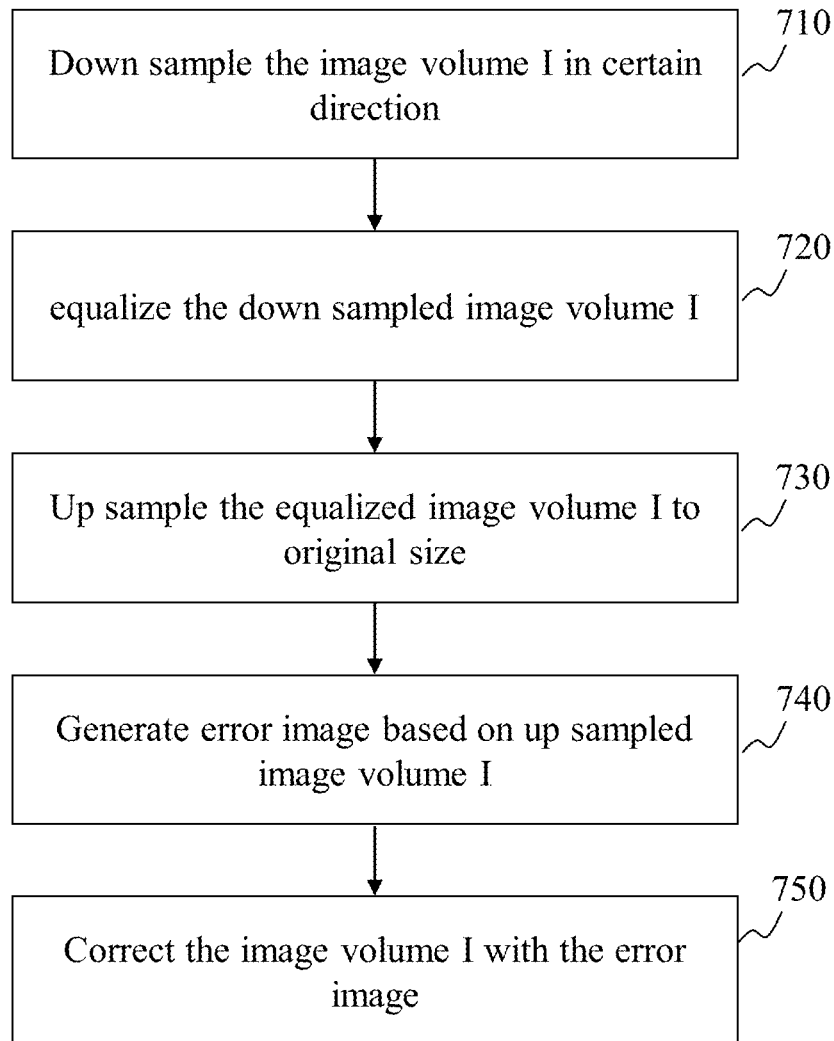 710
Down sample the image volume I in certain
direction
720
equalize the down sampled image volume I
730
Up sample the equalized image volume I to
original size
740
Generate error image based on up sampled
image volume I
750
Correct the image volume I with the error
image